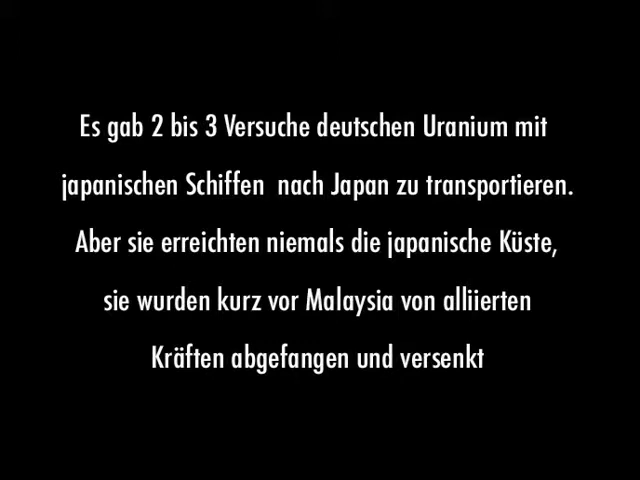 Es gab 2 bis 3 Versuche deutschen Uranium mit
japanischen Schiffen nach Japan zu transportieren.
Aber sie erreichten niemals die japanische Küste,
sie wurden kurz vor Malaysia von alliierten
Kräften abgefangen und versenkt